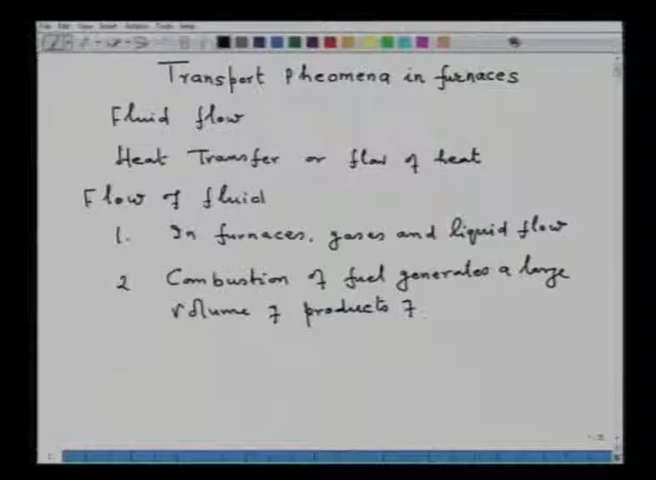 Transport Pheomena in furnaces
Fluid flow
Heat Transfer or flow of heat
Flow of fluid
1. In furnaces, gases and liquid flow
2 Combustion of fuel generates a large
volume of products of